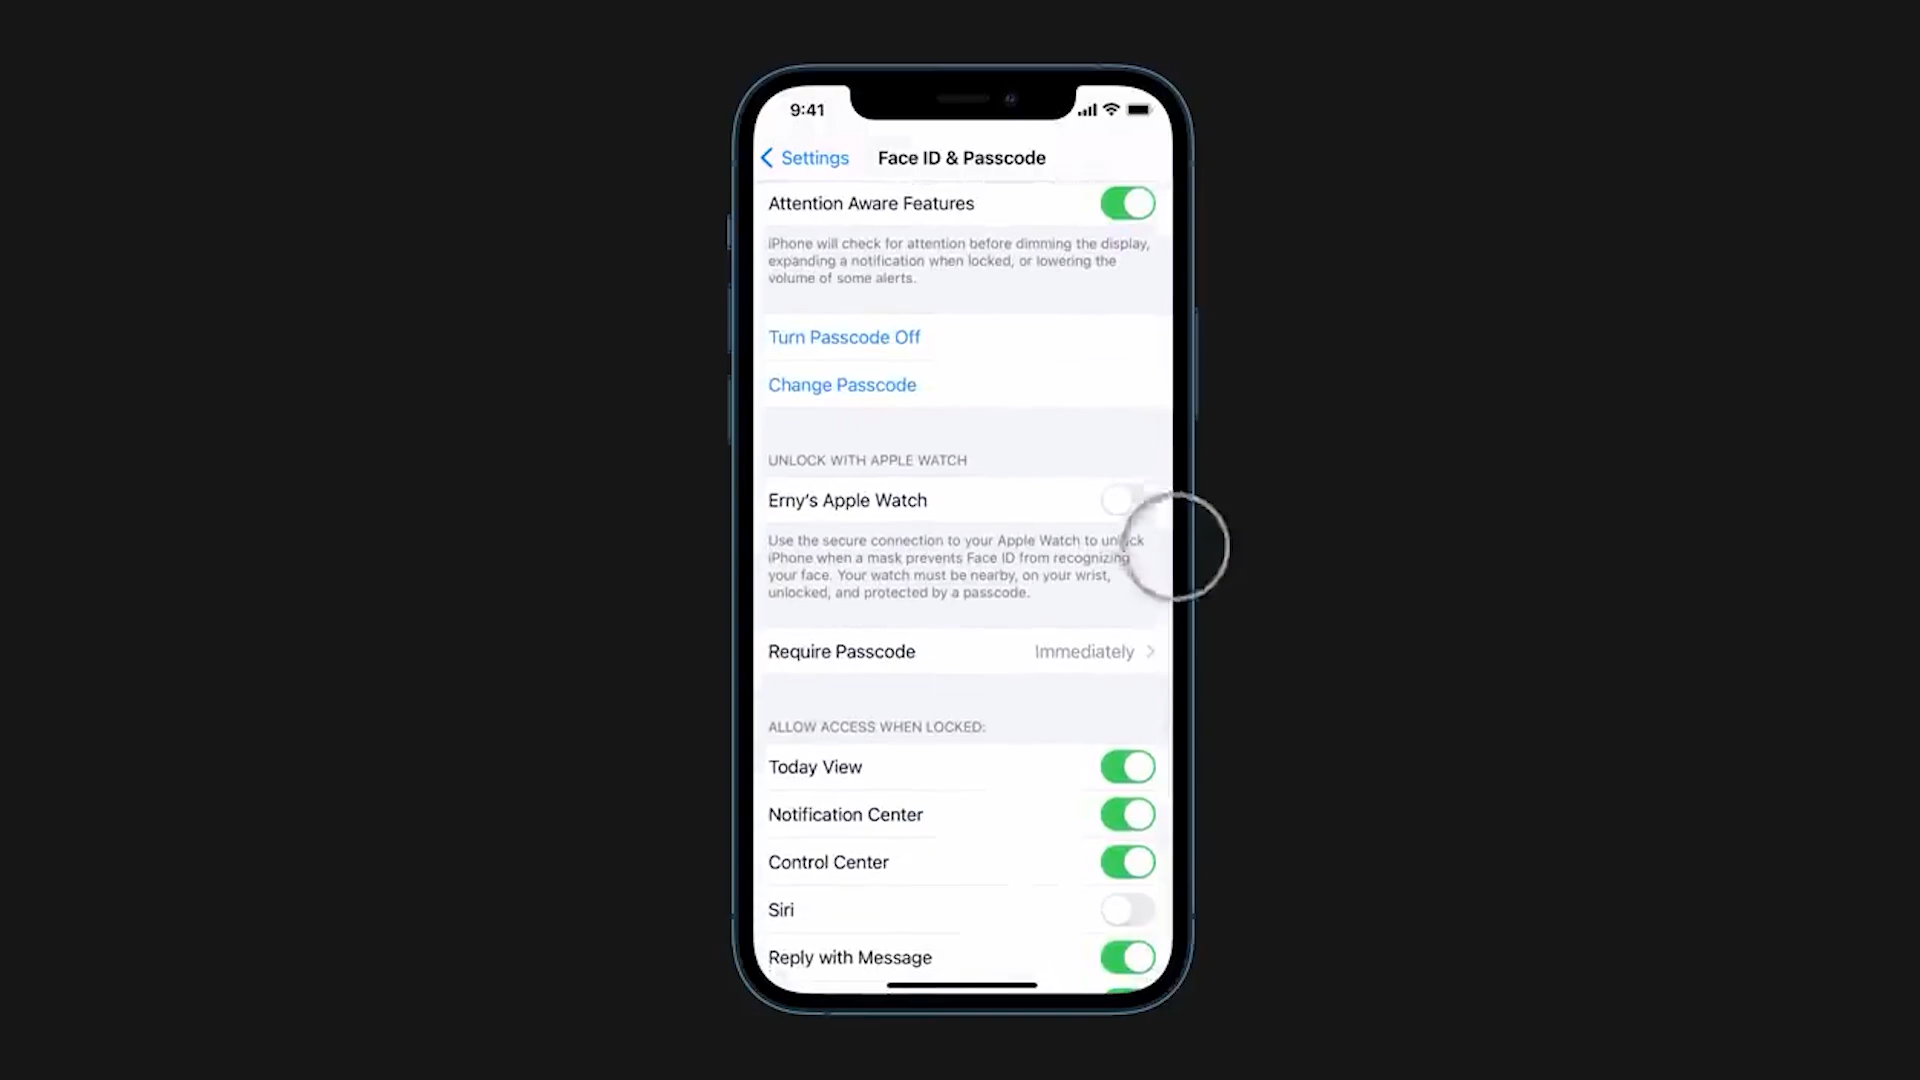 9:41
Settings
Face ID & Passcode
Attention Aware Features
iPhone will check for attention before dimming the display,
expanding a notification when locked, or lowering the
volume of some alerts.
Turn Passcode Off
Change Passcode
UNLOCK WITH APPLE WATCH
Erny's Apple Watch
Use the secure connection to your Apple Watch to unlock
iPhone when a mask prevents Face ID from recognizing
your face. Your watch must be nearby, on your wrist,
unlocked, and protected by a passcode.
Require Passcode Immediately
ALLOW ACCESS WHEN LOCKED:
Today View
Notification Center
Control Center
Siri
Reply with Message